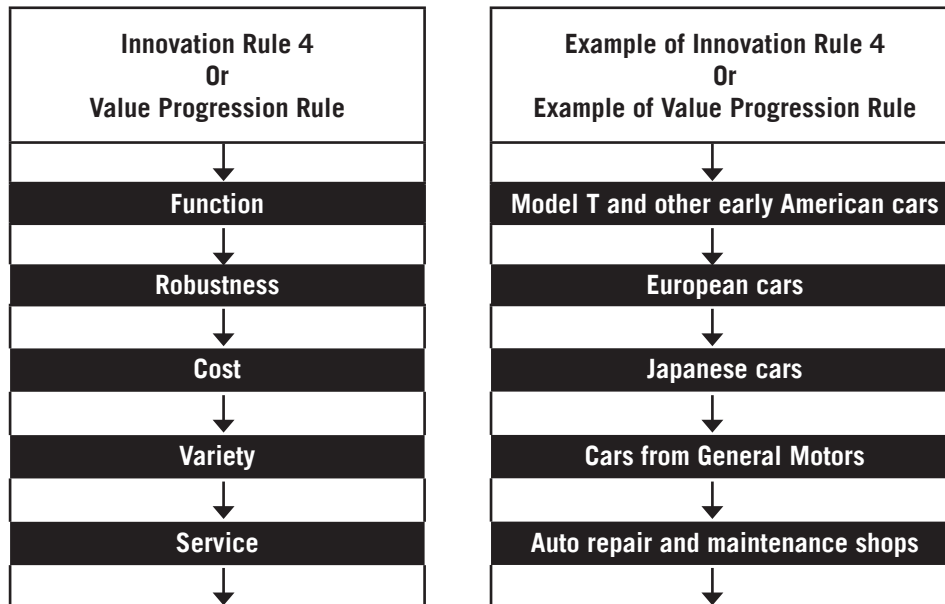 Innovation Rule 4
Or
Value Progression Rule
Function
Robustness
Cost
Variety
Service
Example of Innovation Rule 4
Or
Example of Value Progression Rule
Model T and other early American cars
European cars
Japanese cars
Cars from General Motors
Auto repair and maintenance shops